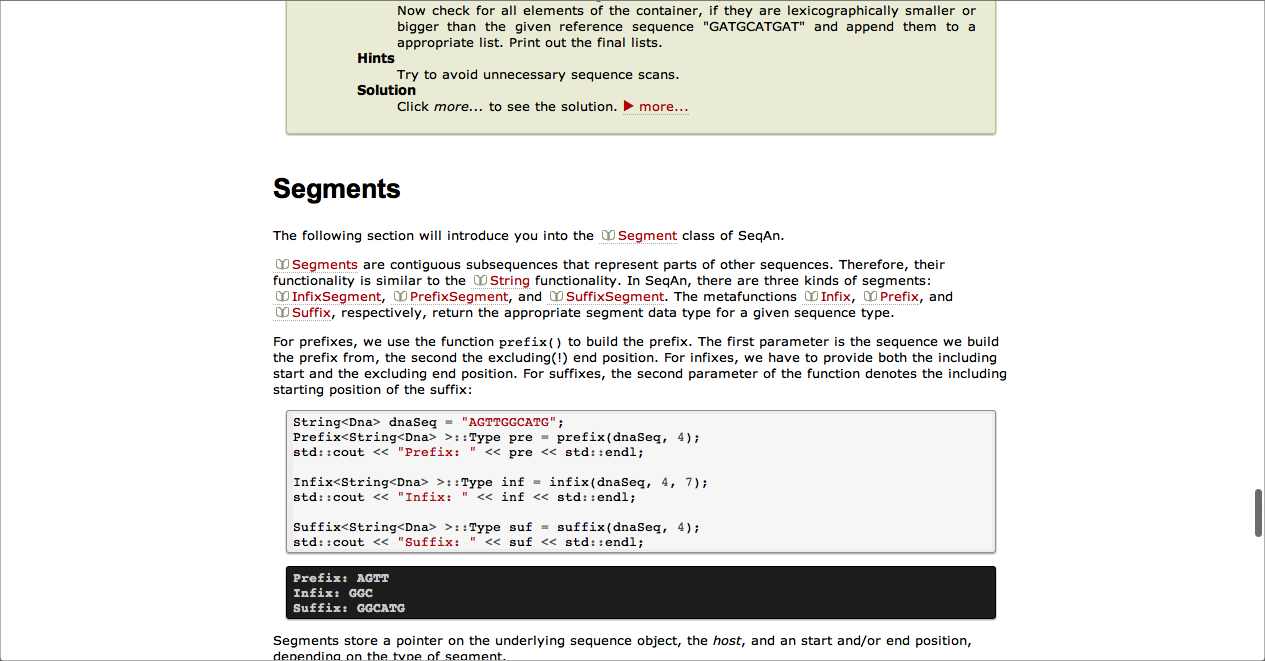 Now check for all elements of the container, if they are lexicographically smaller or
bigger than the given reference sequence "GATGCATGAT" and append them to a
appropriate list. Print out the final lists.
Hints
Try to avoid unnecessary sequence scans.
Solution
Click more... to see the solution. ▶ more...
Segments
The following section will introduce you into the Segment class of SeqAn.
Segments are contiguous subsequences that represent parts of other sequences. Therefore, their
functionality is similar to the String functionality. In SeqAn, there are three kinds of segments:
InfixSegment, PrefixSegment, and SuffixSegment. The metafunctions Infix, Prefix, and
Suffix, respectively, return the appropriate segment data type for a given sequence type.
For prefixes, we use the function prefix() to build the prefix. The first parameter is the sequence we build
the prefix from, the second the excluding(!) end position. For infixes, we have to provide both the including
start and the excluding end position. For suffixes, the second parameter of the function denotes the including
starting position of the suffix:
String<Dna> dnaSeq = "AGTTGGCATG";
Prefix<String<Dna> >::Type pre = prefix(dnaSeq, 4);
std::cout << "Prefix: " << pre << std::endl;
Infix<String<Dna> >::Type inf = infix(dnaSeq, 4, 7);
std::cout << "Infix: " << inf << std::endl;
Suffix<String<Dna> >::Type suf = suffix(dnaSeq, 4);
std::cout << "Suffix: " << suf << std::endl;
Prefix: AGTT
Infix: GGC
Suffix: GGCATG
Segments store a pointer on the underlying sequence object, the host, and an start and/or end position,
depending on the type of segment.